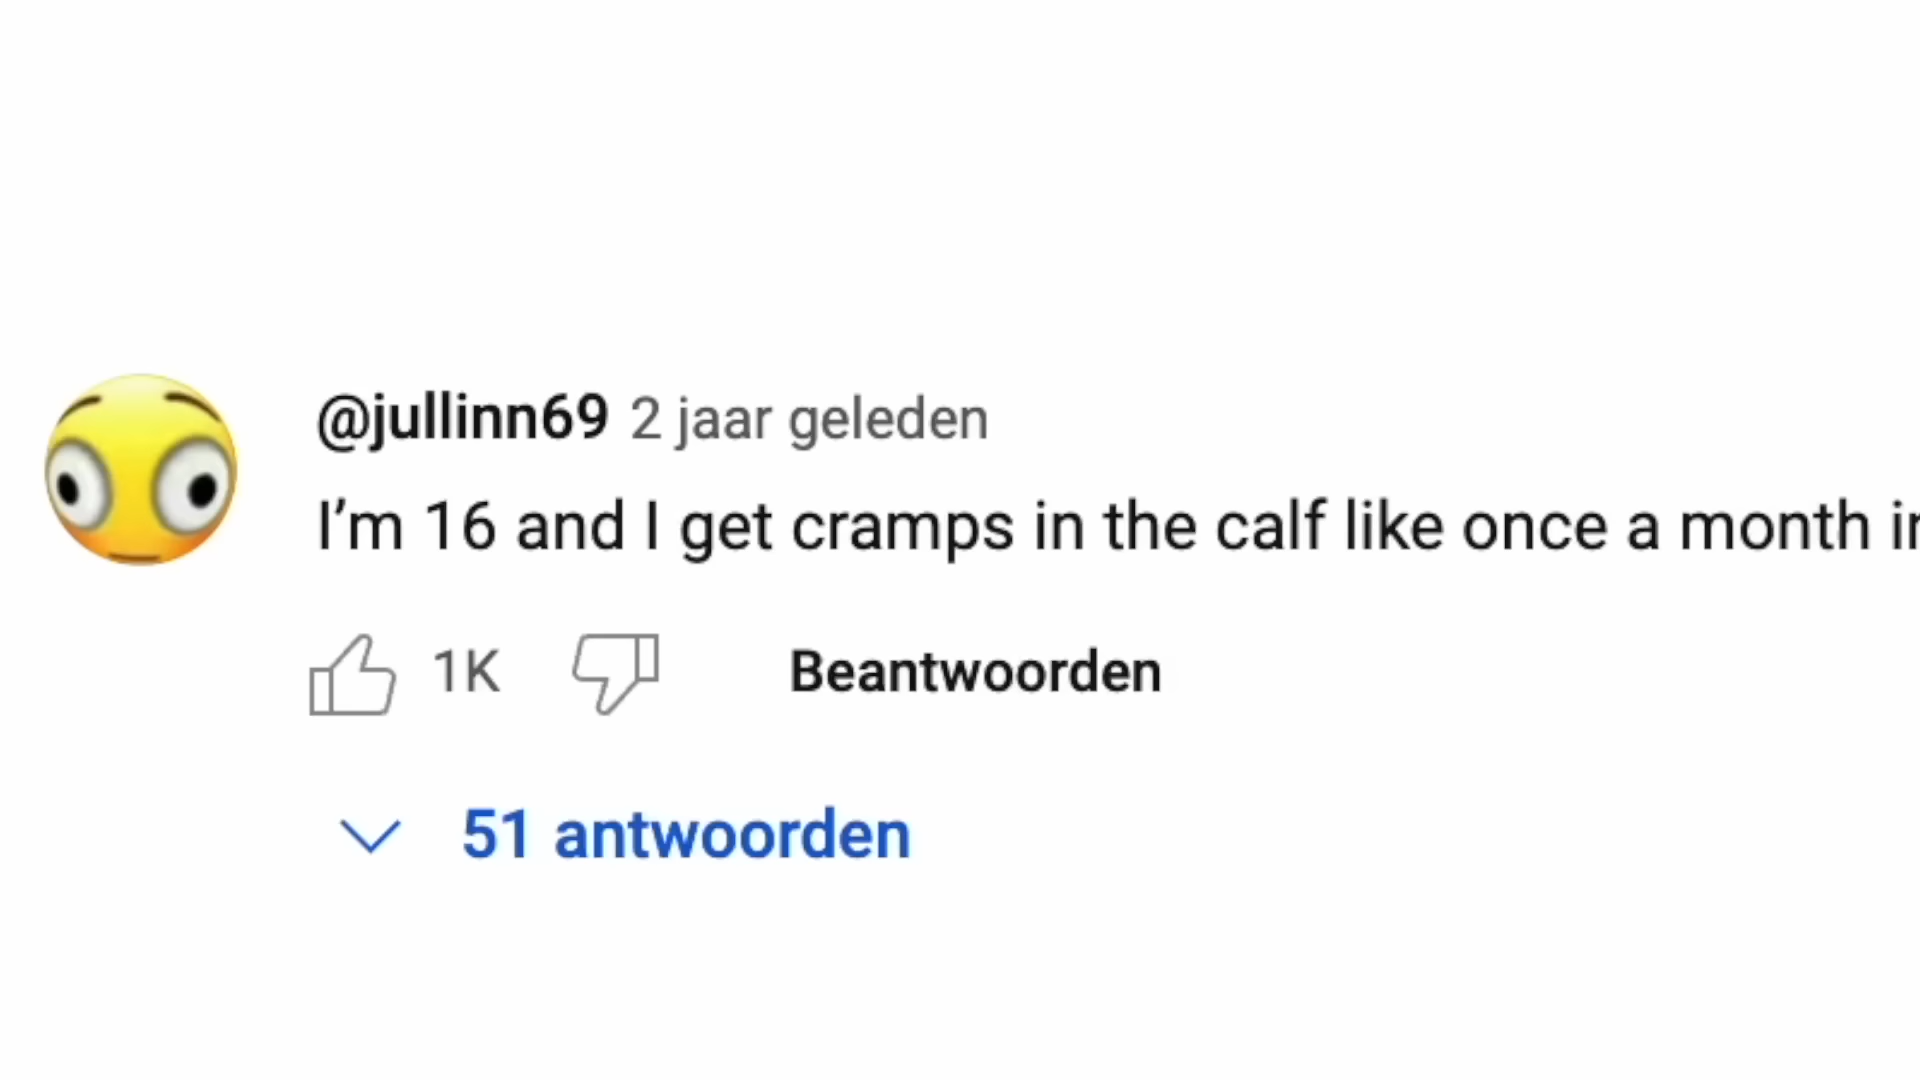 @jullinn69 2 jaar geleden
I’m 16 and I get cramps in the calf like once a month
1K Beantwoorden
51 antwoorden